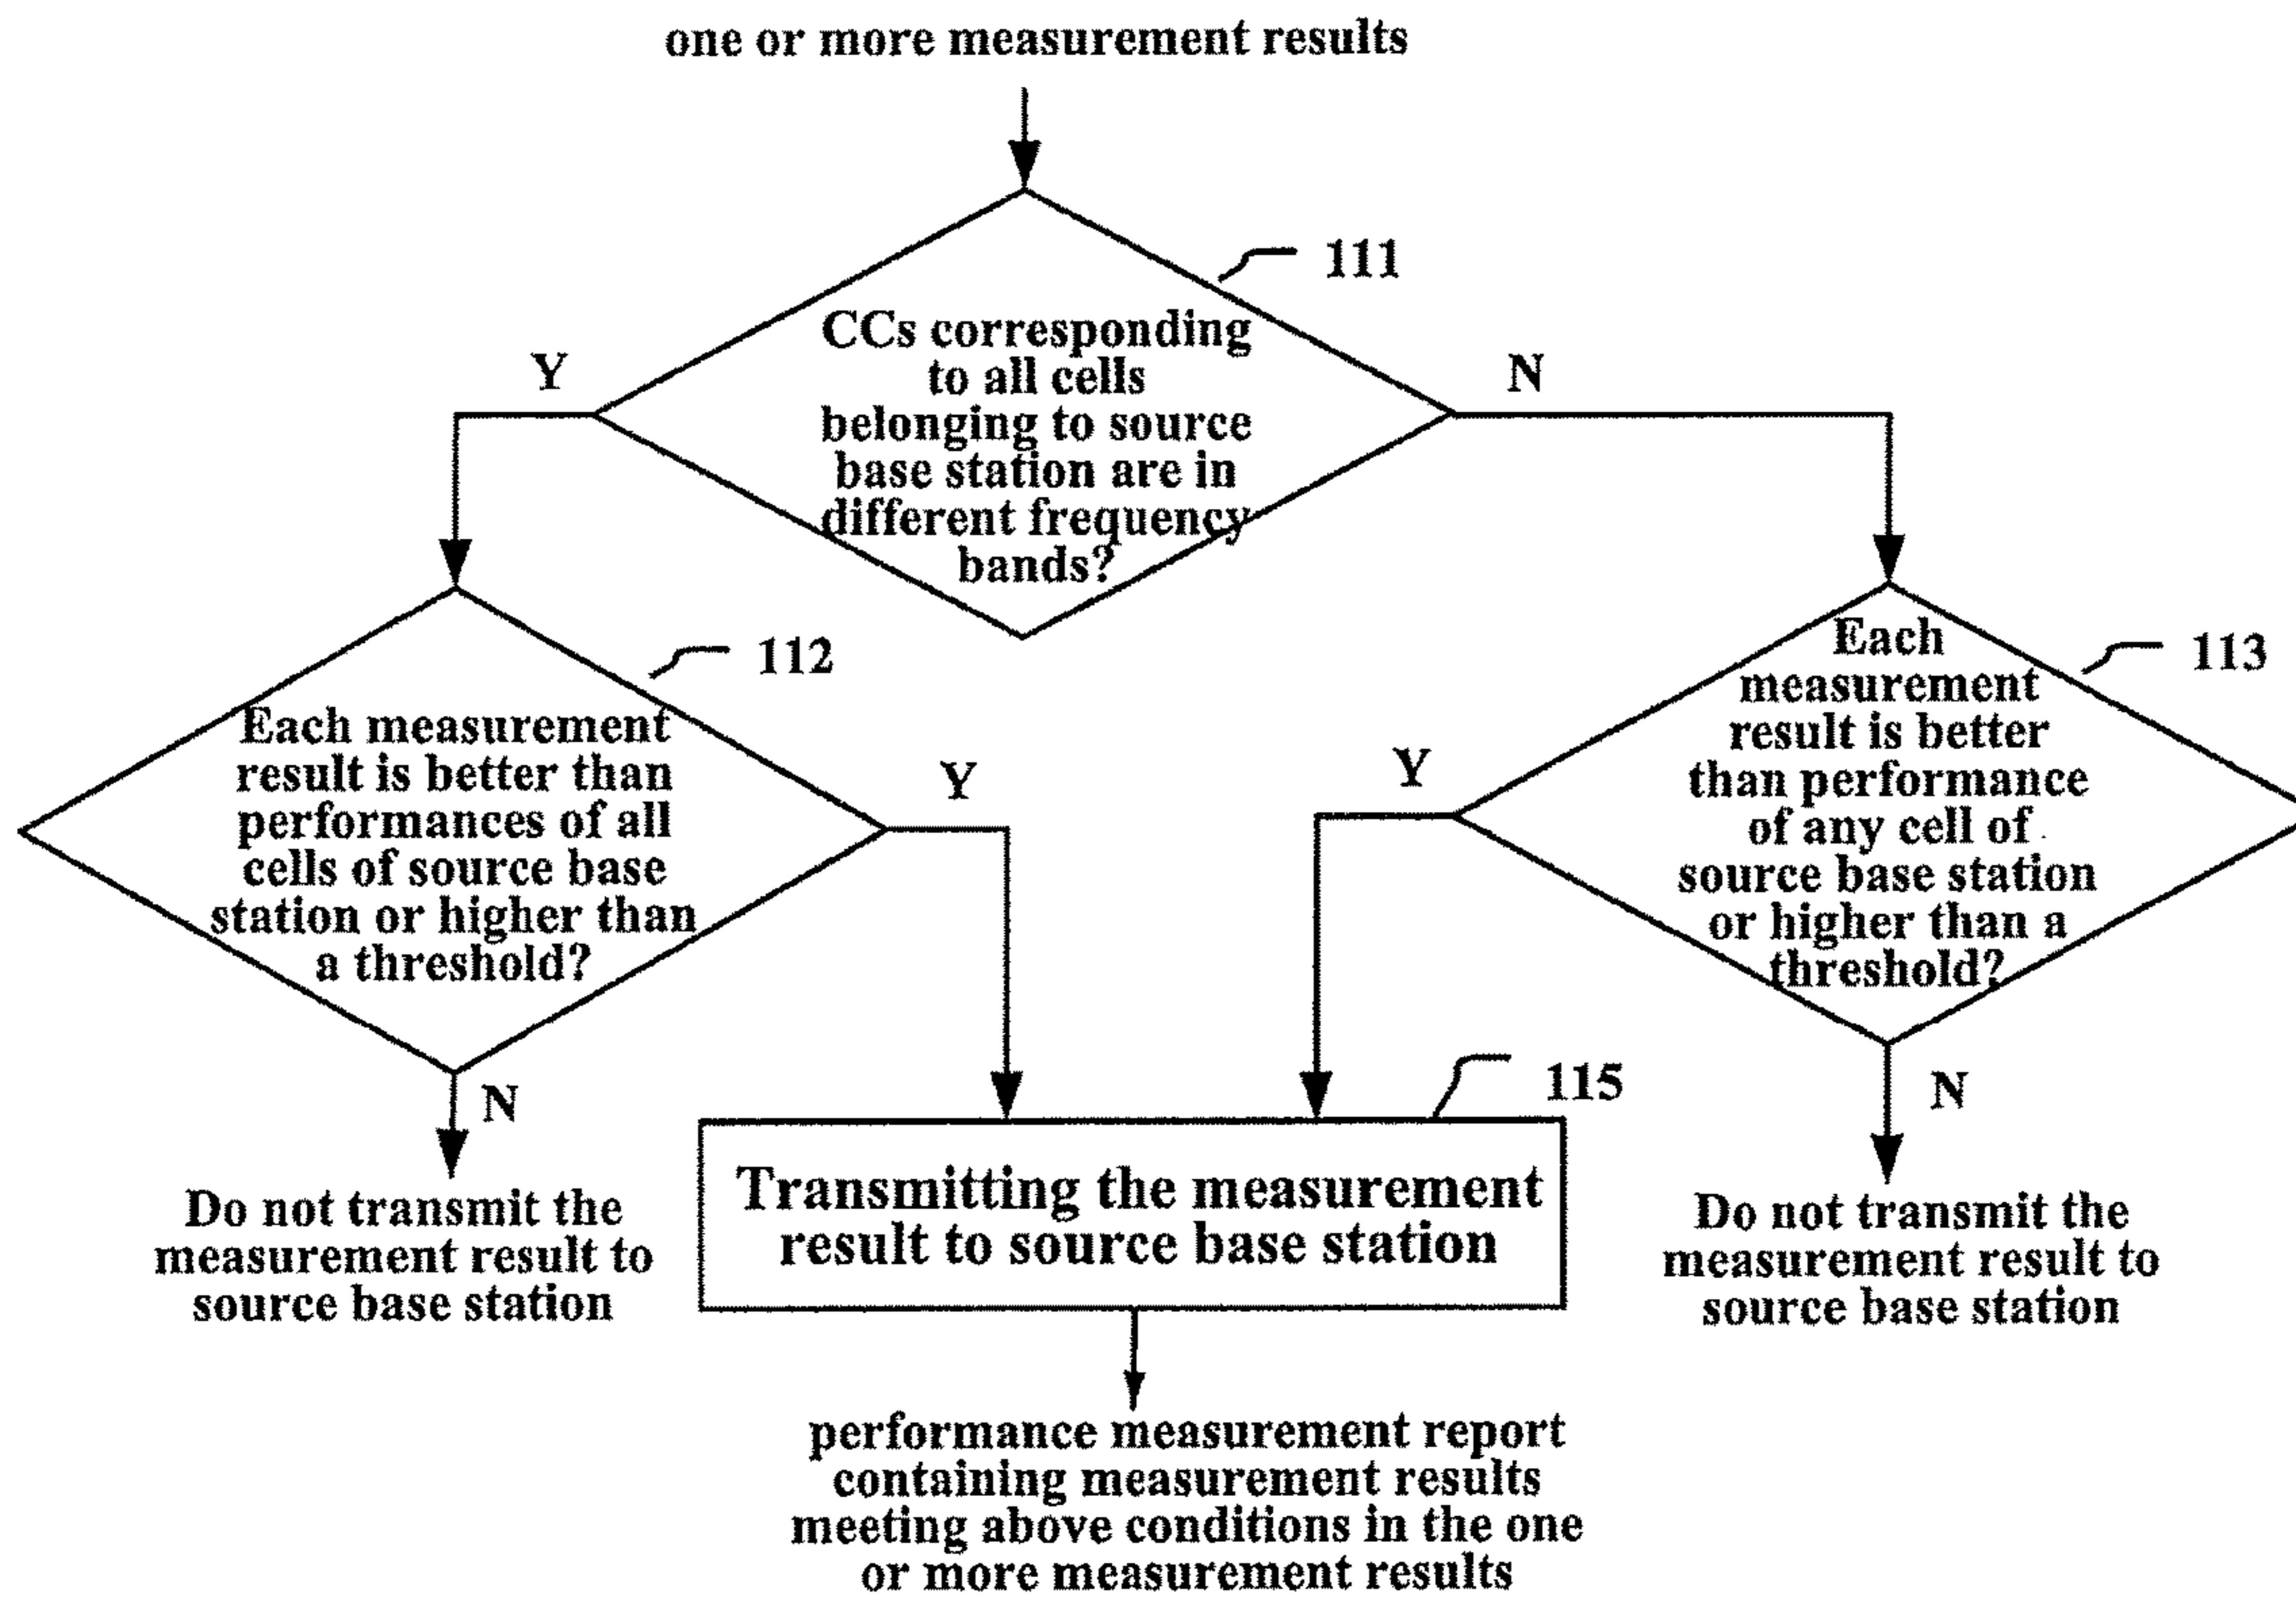 one or more measurement results
111
CCs corresponding
to all cells
belonging to source
base station are in
different frequency
bands?
Y
N
112
Each measurement
result is better than
performances of all
cells of source base
station or higher than
a threshold?
Y
N
113
Each
measurement
result is better
than performance
of any cell of
source base station
or higher than a
threshold?
Y
N
115
Transmitting the measurement
result to source base station
Do not transmit the
measurement result to
source base station
Do not transmit the
measurement result to
source base station
performance measurement report
containing measurement results
meeting above conditions in the one
or more measurement results